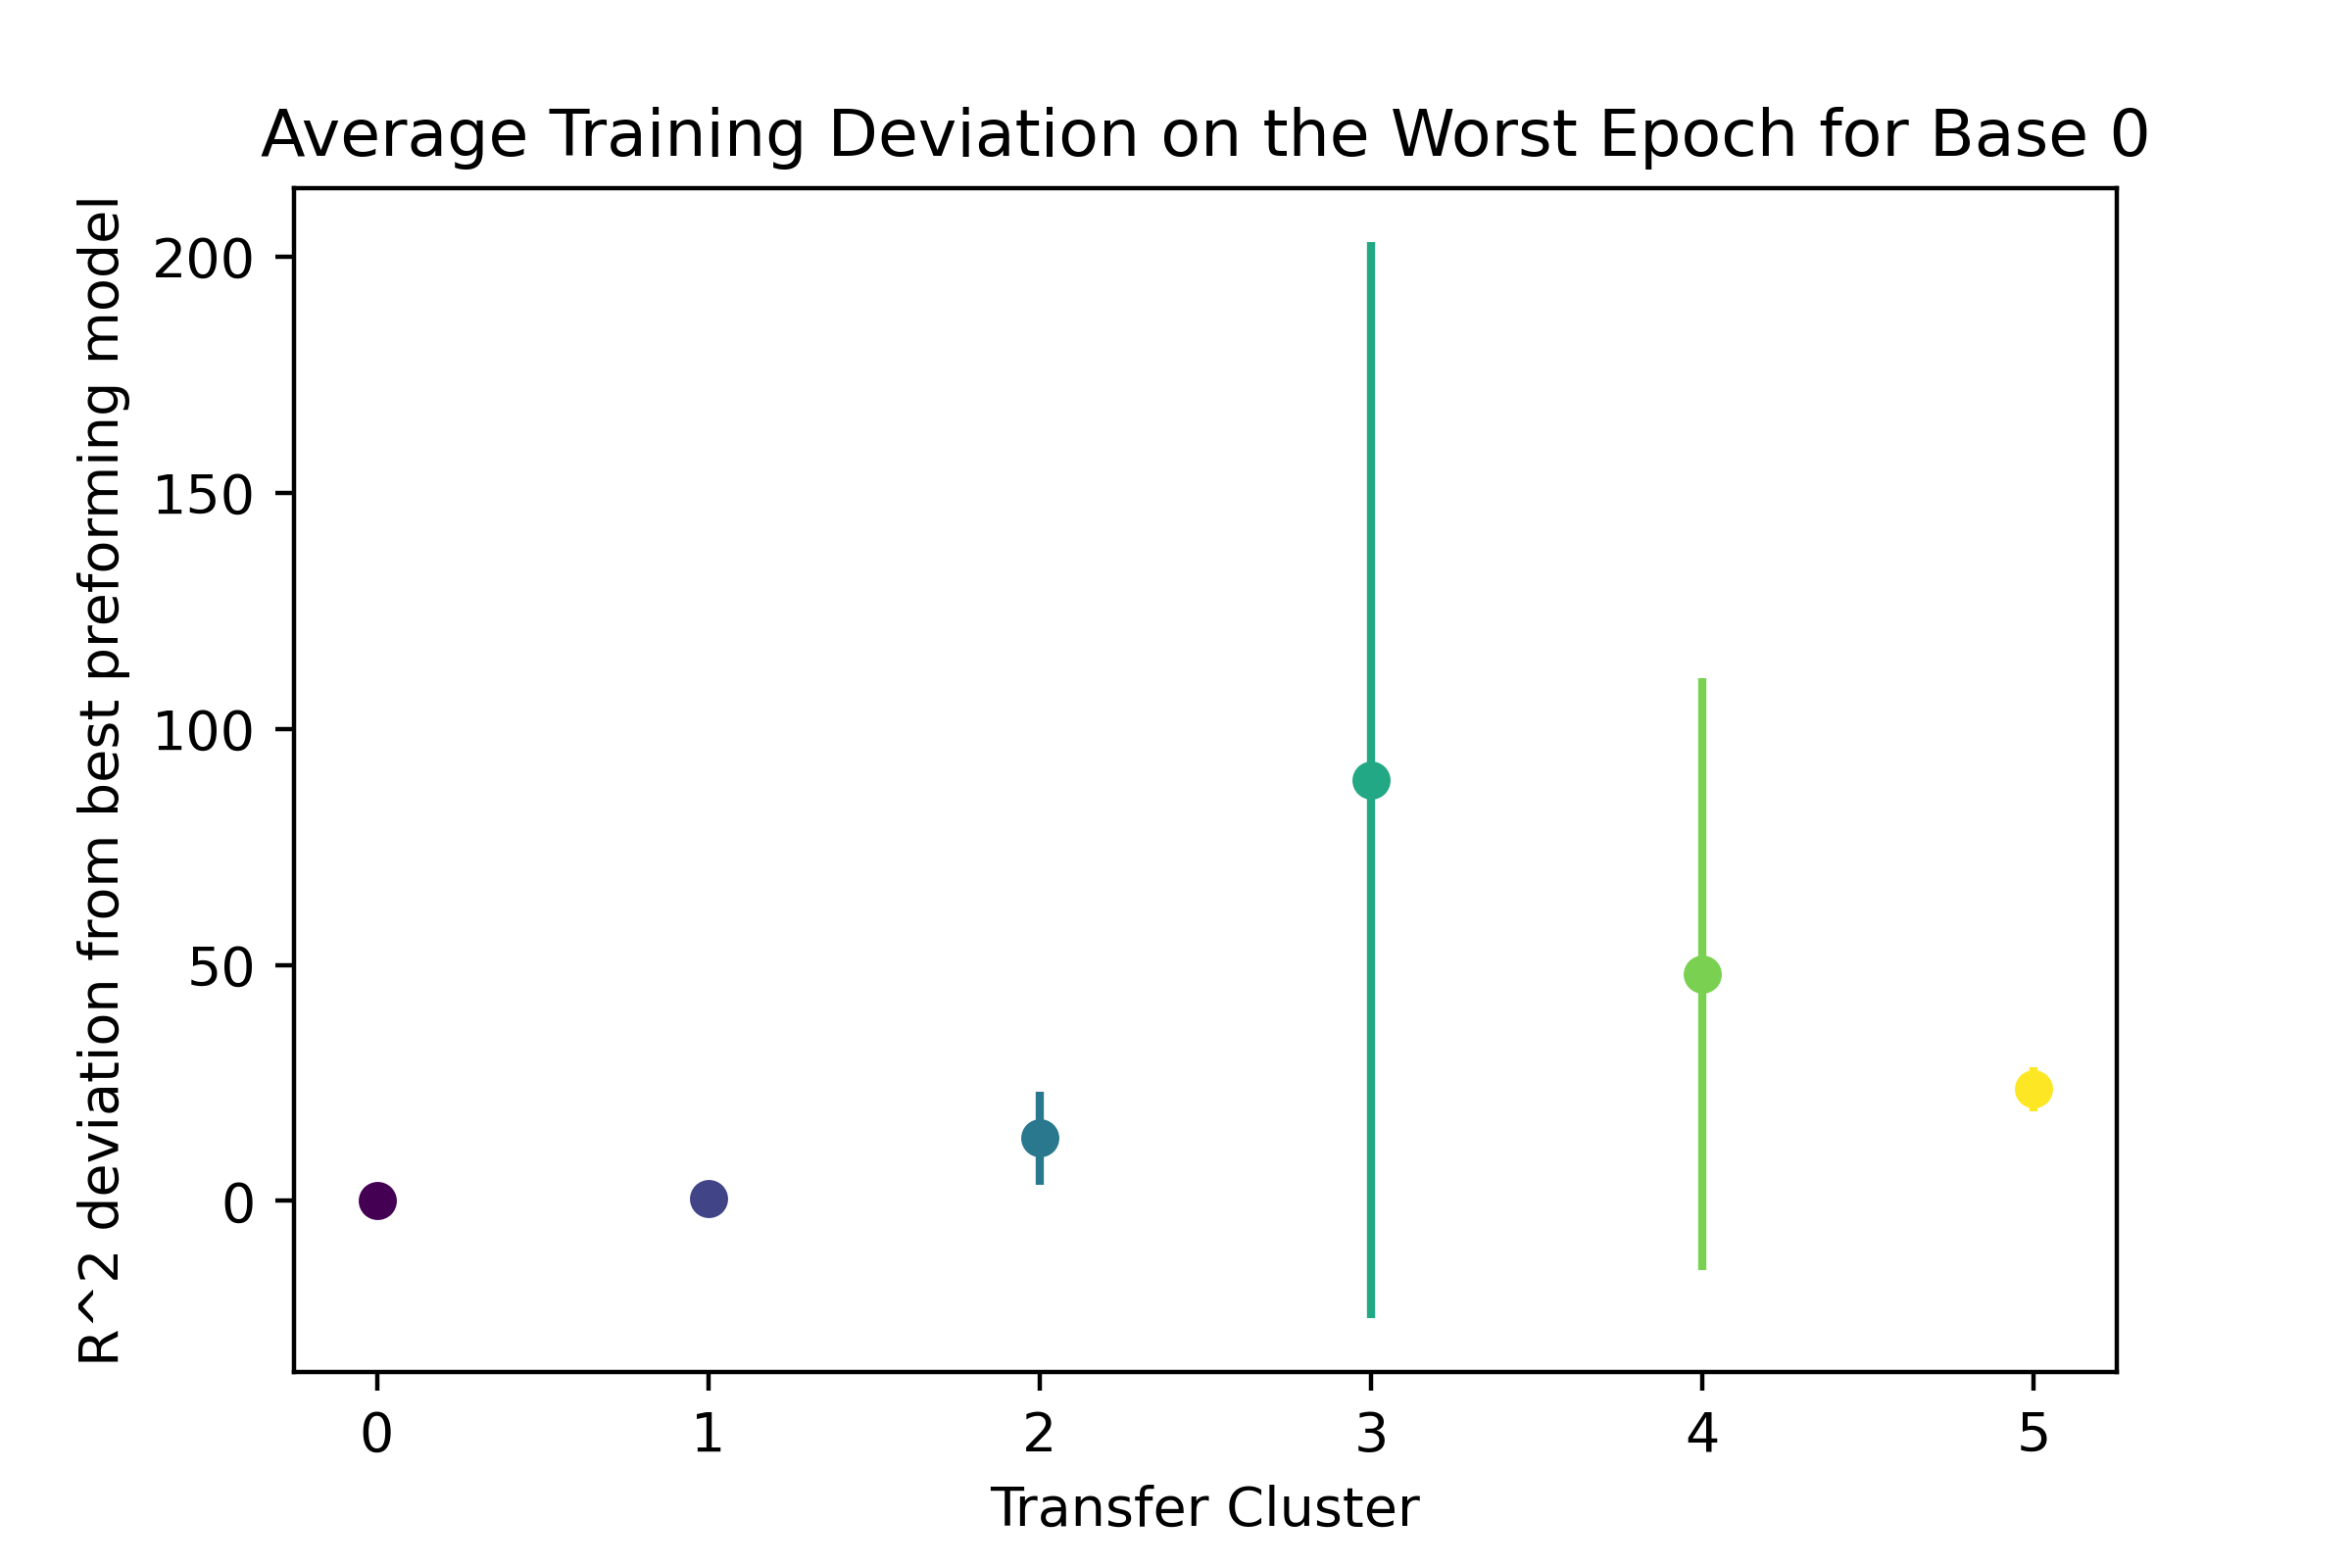 Average Training Deviation on the Worst Epoch for Base 0
R^2 deviation from best preforming model
200
150
100
50
0
0 1 2 3 4 5
Transfer Cluster